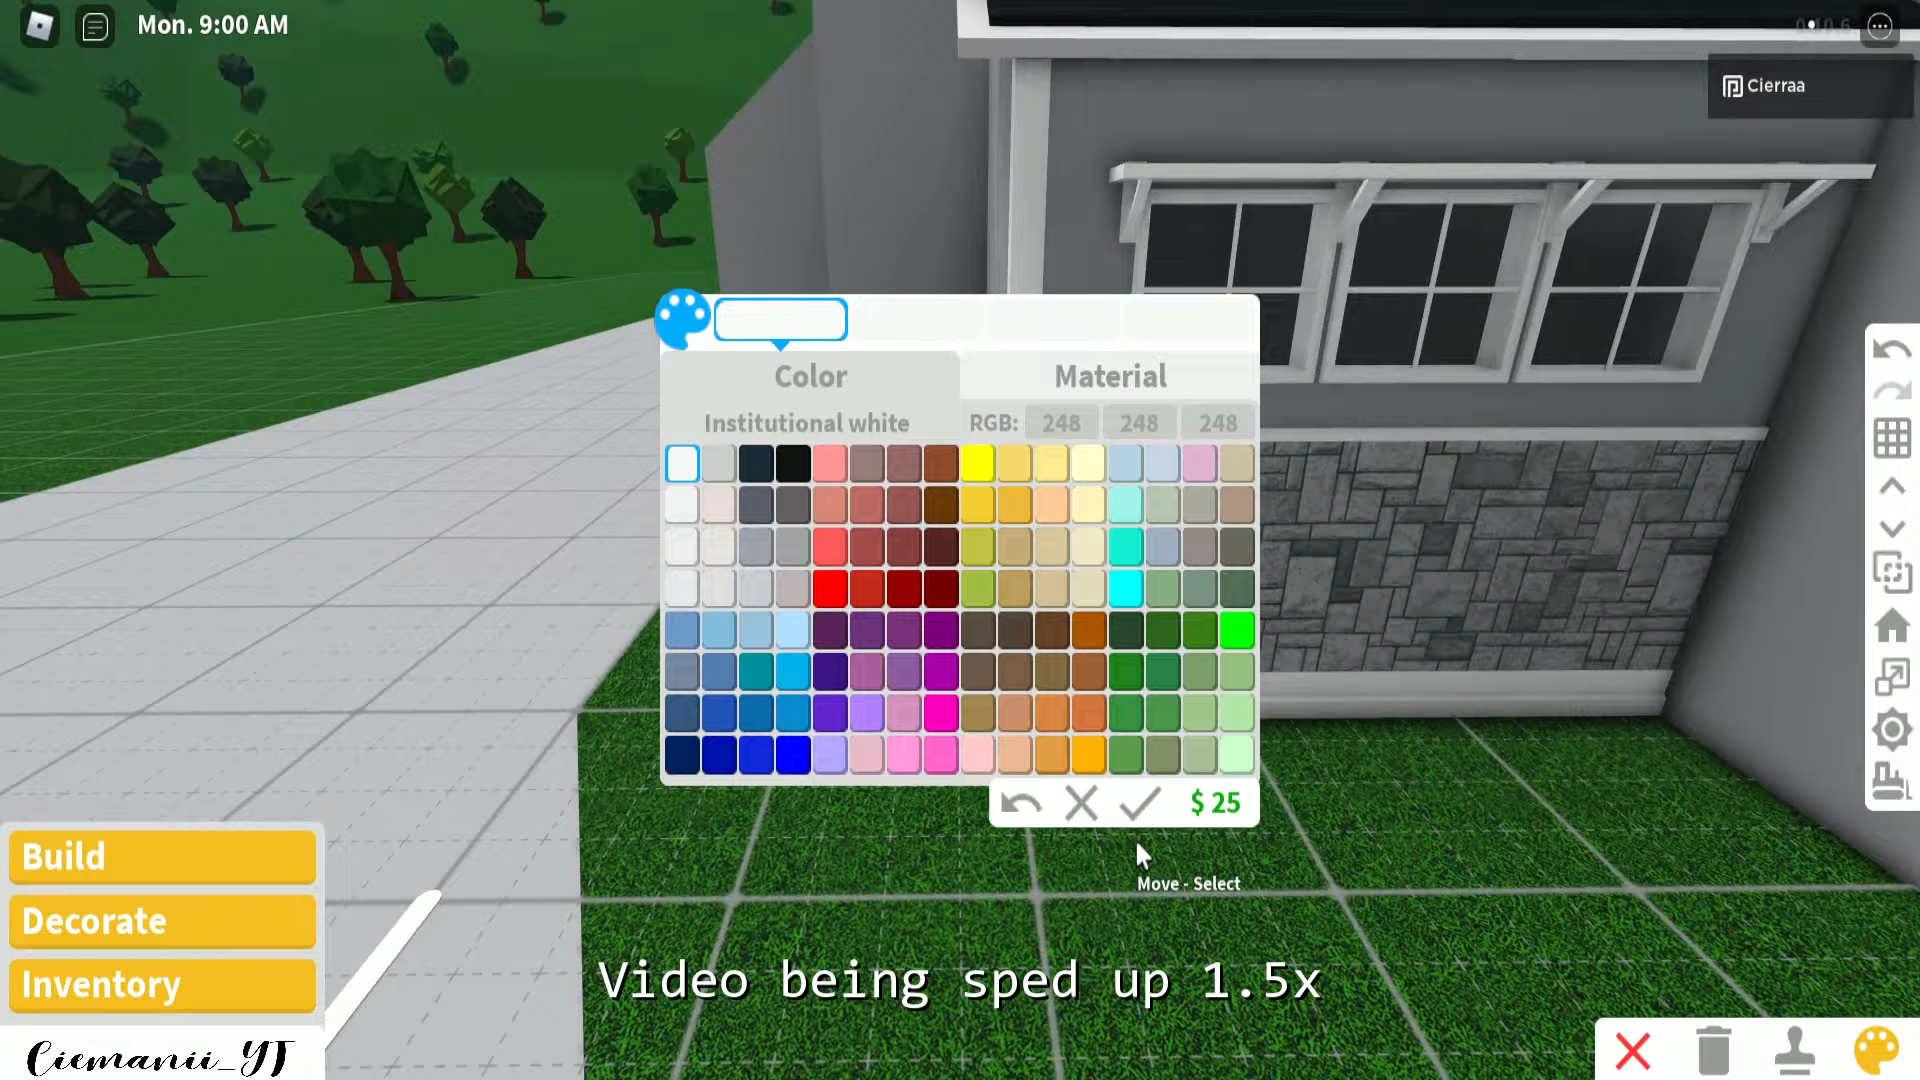 Mon. 9:00 AM
Cierraa
Color
Material
Institutional white
RGB: 248 248 248
$ 25
Move - Select
Build
Decorate
Inventory
Video being sped up 1.5x
Ciemanii_YT